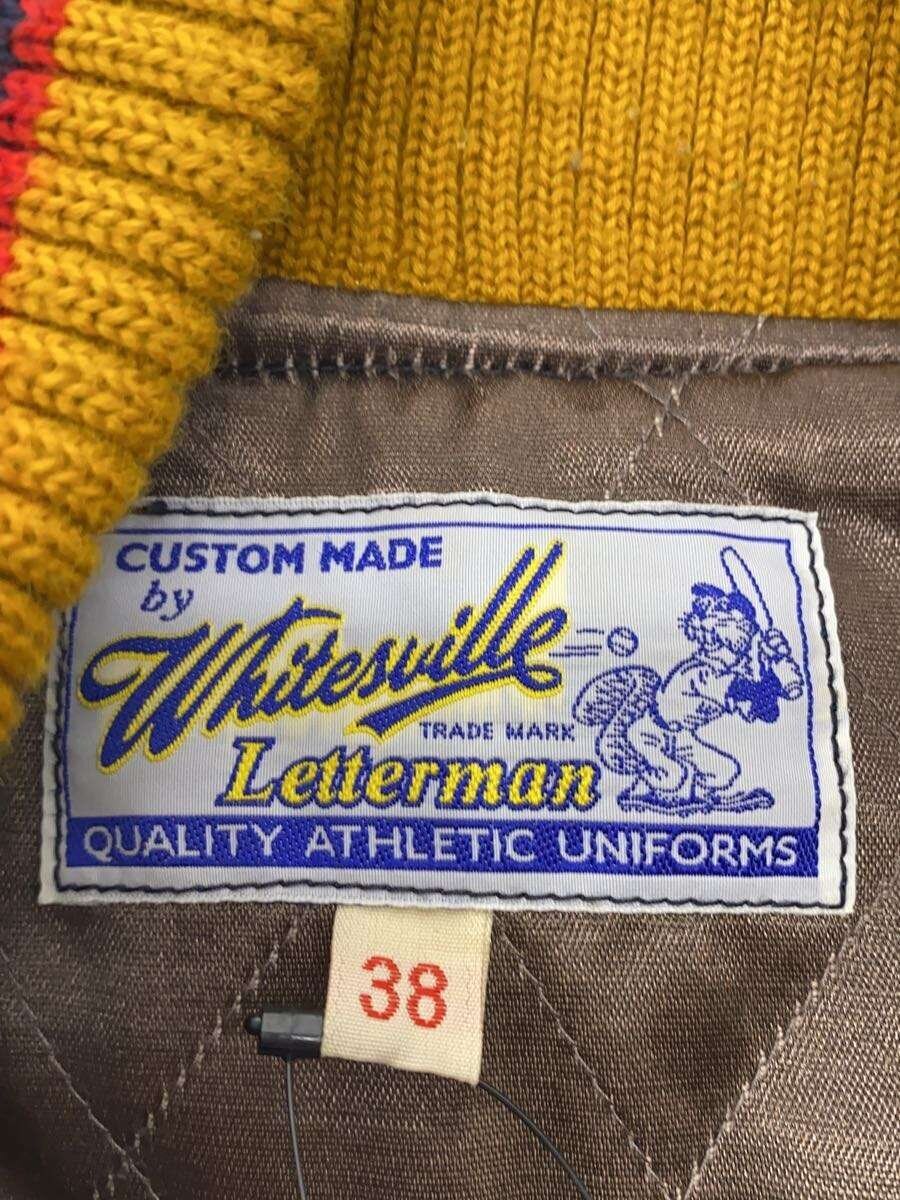 CUSTOM MADE
by
Whitesville
TRADE MARK
Letterman
QUALITY ATHLETIC UNIFORMS
38